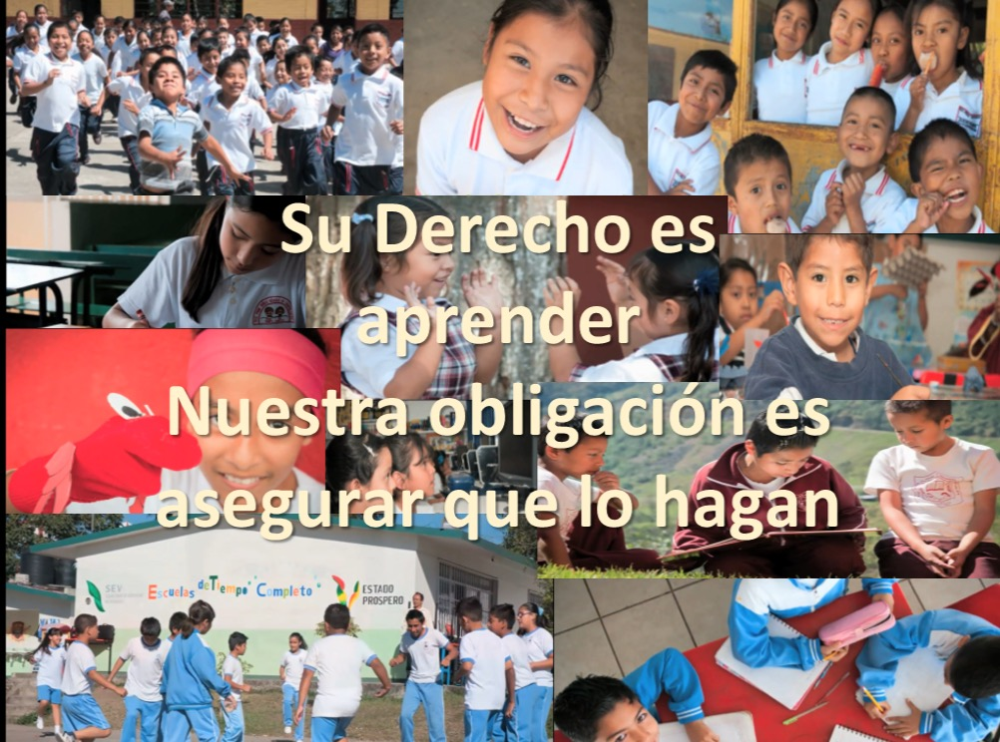 Su Derecho es
aprender
Nuestra obligación es
asegurar que lo hagan
SEV
Escuelas de Tiempo Completo
ESTADO
PROSPERO